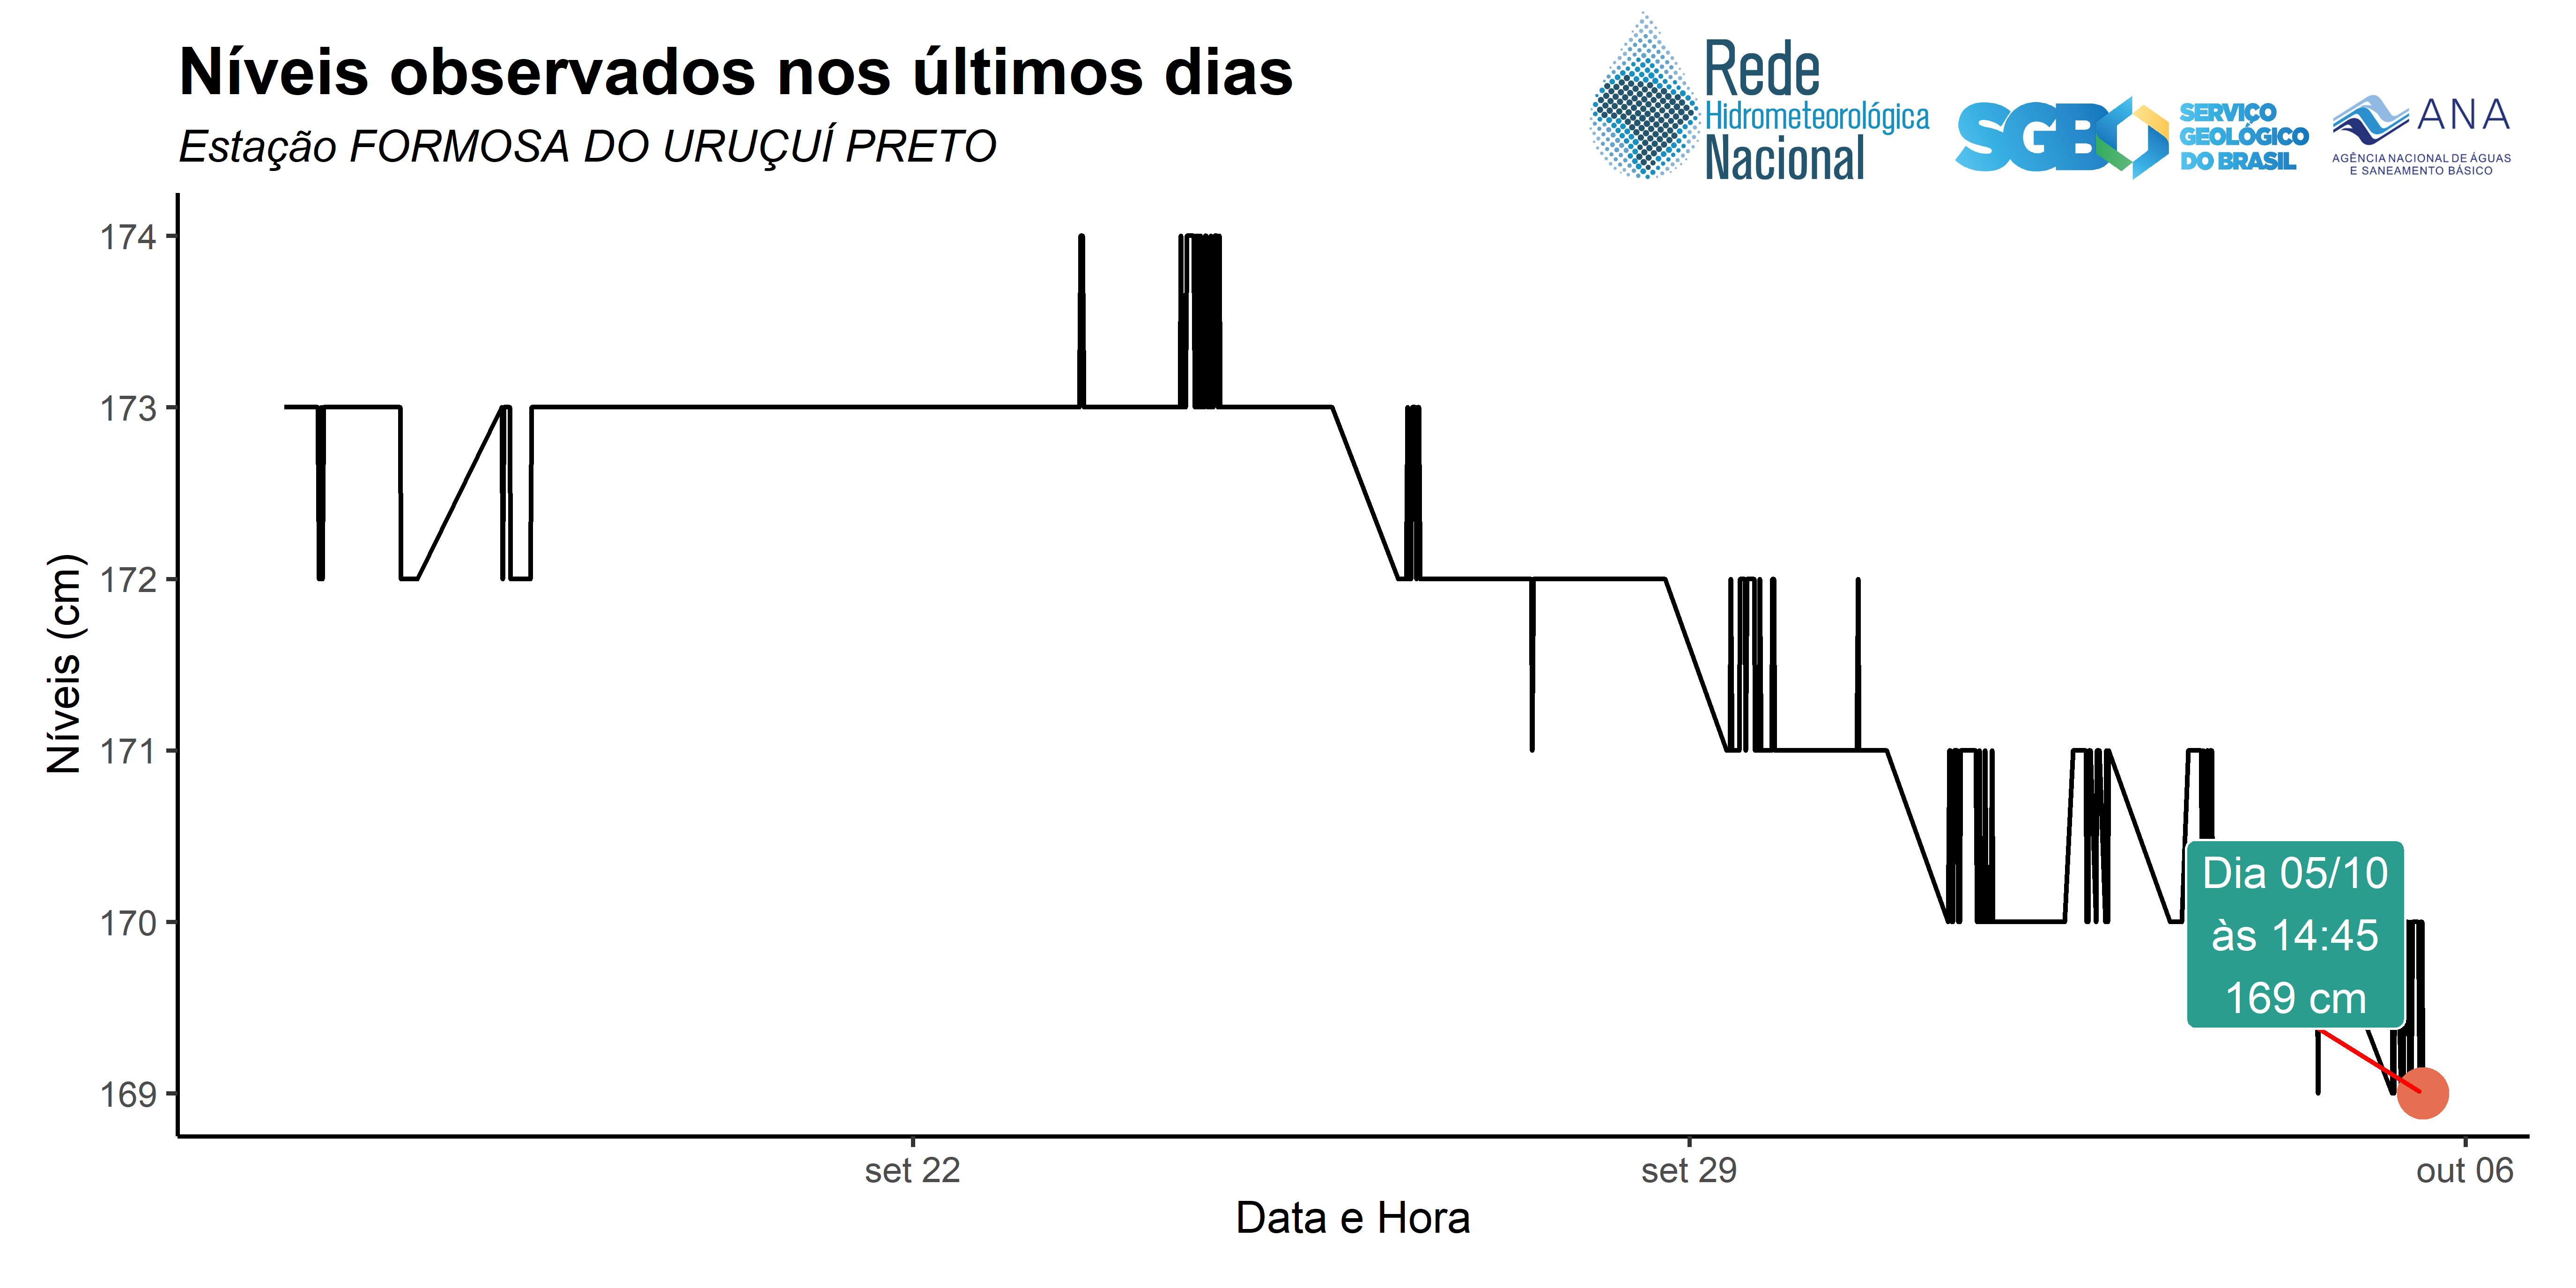 Níveis observados nos últimos dias
Estação FORMOSA DO URUÇUÍ PRETO
Rede
Hidrometeorológica
Nacional
SGB
SERVIÇO
GEOLÓGICO
DO BRASIL
ANA
AGÊNCIA NACIONAL DE ÁGUAS
E SANEAMENTO BÁSICO
174
173
172
171
170
169
Níveis (cm)
Dia 05/10
às 14:45
169 cm
set 22
set 29
out 06
Data e Hora